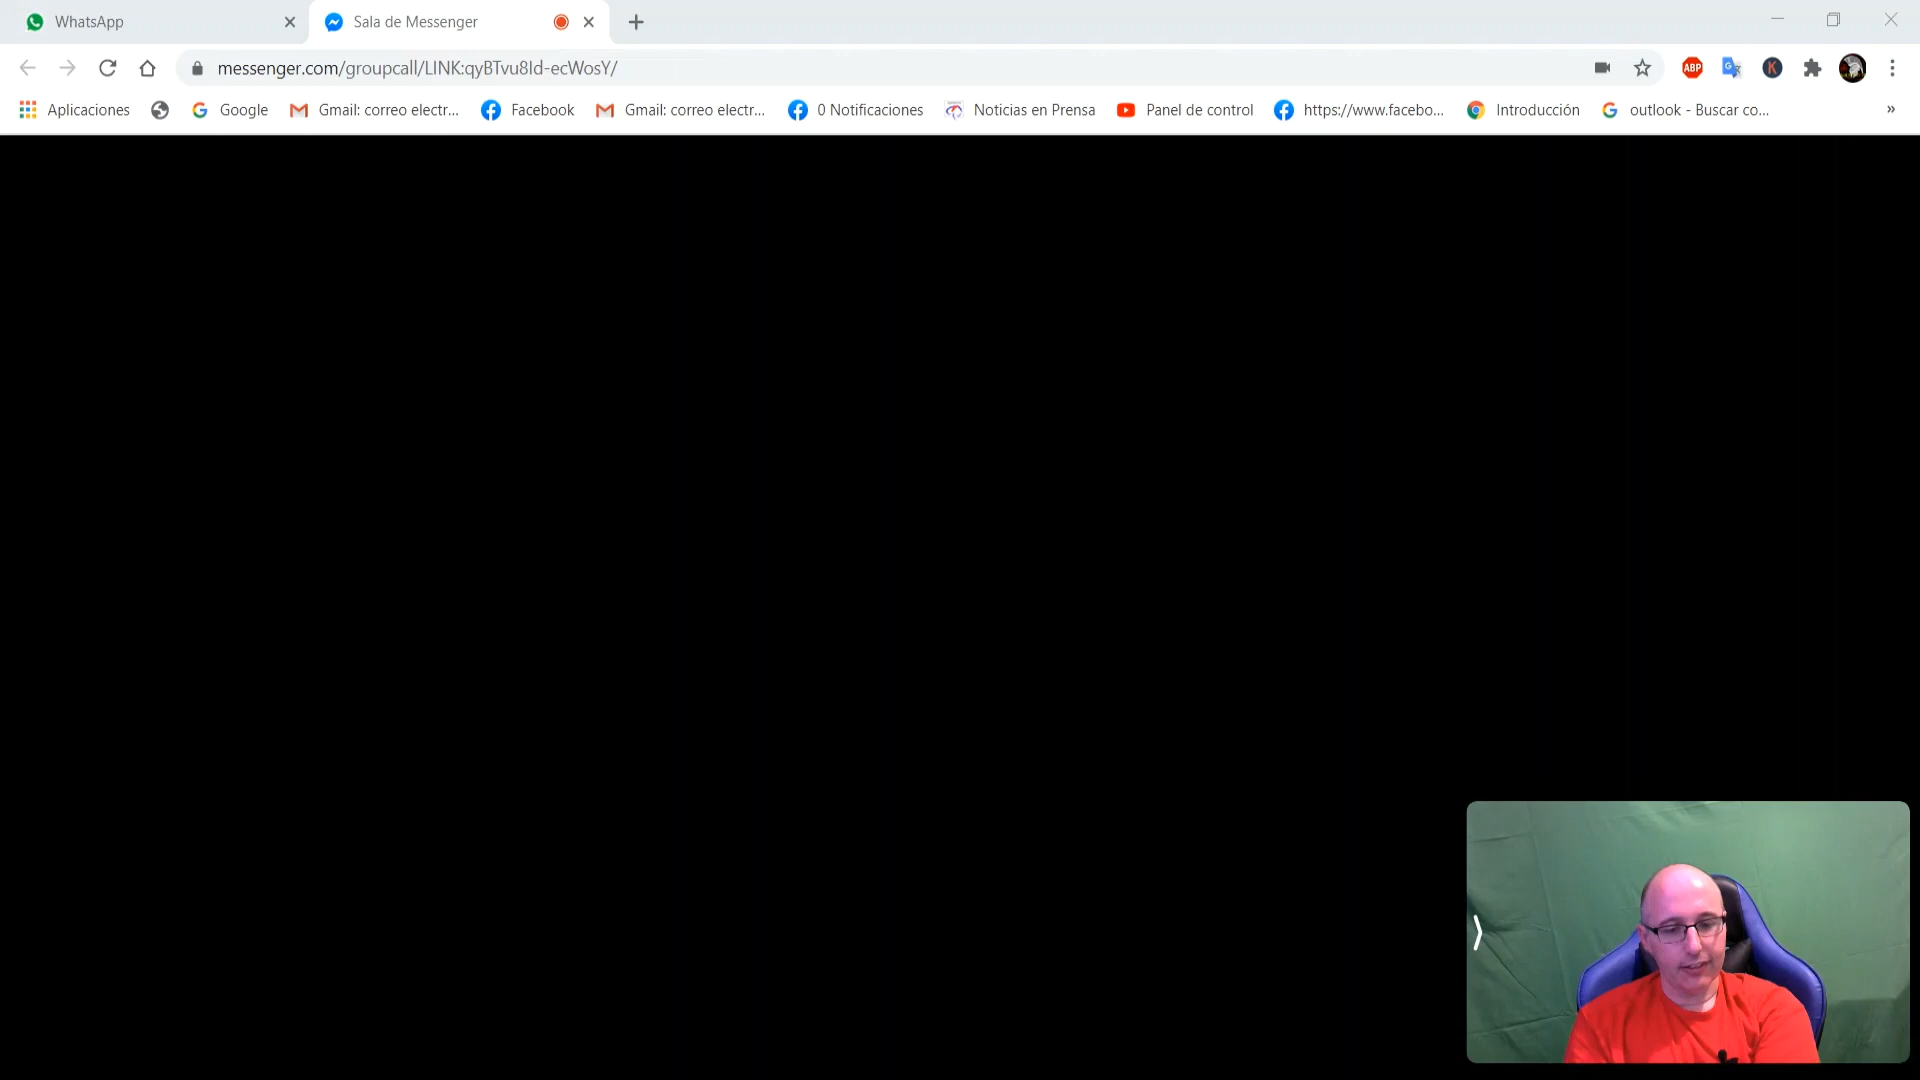 WhatsApp
Sala de Messenger
messenger.com/groupcall/LINK:qyBTvu8Id-ecWosY/
ABP
G
K
Aplicaciones
Google
Gmail: correo electr...
Facebook
Gmail: correo electr...
0 Notificaciones
Noticias en Prensa
Panel de control
https://www.facebo...
Introducción
outlook - Buscar co...
»